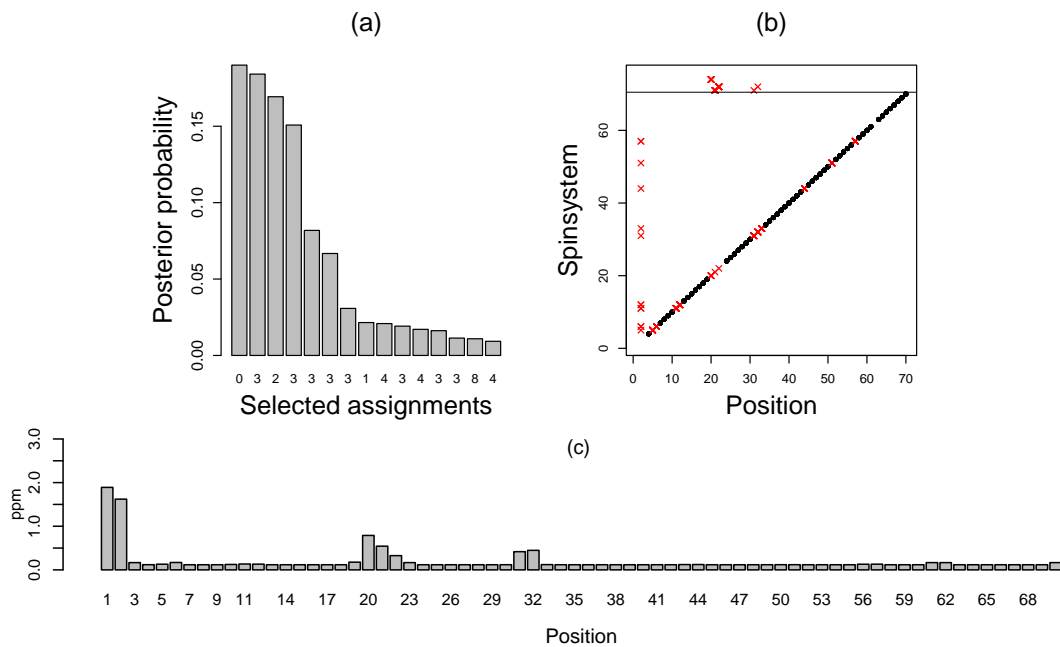 (a)
Posterior probability
0.15
0.10
0.05
0.00
0 3 2 3 3 3 3 1 4 3 4 3 3 8 4
Selected assignments
(b)
Spinsystem
60
40
20
0
0 10 20 30 40 50 60 70
Position
(c)
ppm
3.0
2.0
1.0
0.0
1 3 5 7 9 11 14 17 20 23 26 29 32 35 38 41 44 47 50 53 56 59 62 65 68
Position